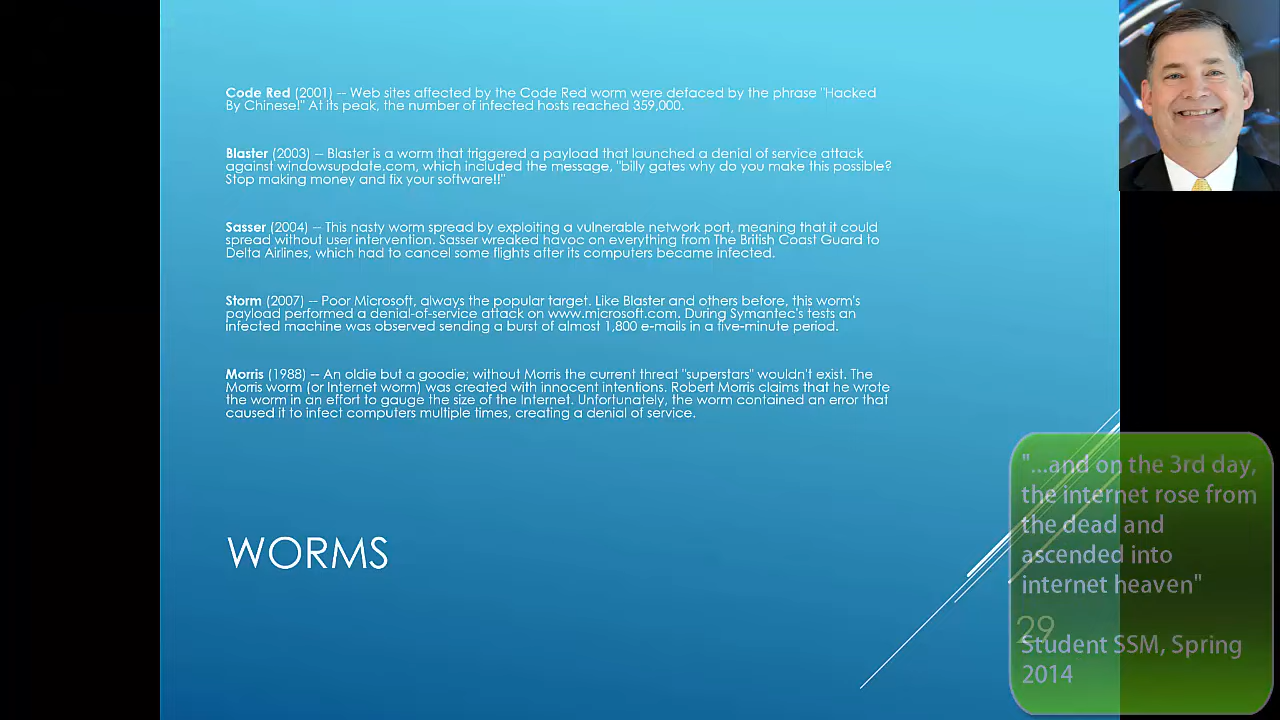 Code Red (2001) -- Web sites affected by the Code Red worm were defaced by the phrase "Hacked
By Chinese!" At its peak, the number of infected hosts reached 359,000.
Blaster (2003) -- Blaster is a worm that triggered a payload that launched a denial of service attack
against windowsupdate.com, which included the message, "billy gates why do you make this possible?
Stop making money and fix your software!!"
Sasser (2004) -- This nasty worm spread by exploiting a vulnerable network port, meaning that it could
spread without user intervention. Sasser wreaked havoc on everything from The British Coast Guard to
Delta Airlines, which had to cancel some flights after its computers became infected.
Storm (2007) -- Poor Microsoft, always the popular target. Like Blaster and others before, this worm's
payload performed a denial-of-service attack on www.microsoft.com. During Symantec's tests an
infected machine was observed sending a burst of almost 1,800 e-mails in a five-minute period.
Morris (1988) -- An oldie but a goodie; without Morris the current threat "superstars" wouldn't exist. The
Morris worm (or Internet worm) was created with innocent intentions. Robert Morris claims that he wrote
the worm in an effort to gauge the size of the Internet. Unfortunately, the worm contained an error that
caused it to infect computers multiple times, creating a denial of service.
WORMS
"...and on the 3rd day,
the internet rose from
the dead and
ascended into
internet heaven"
29
Student SSM, Spring
2014